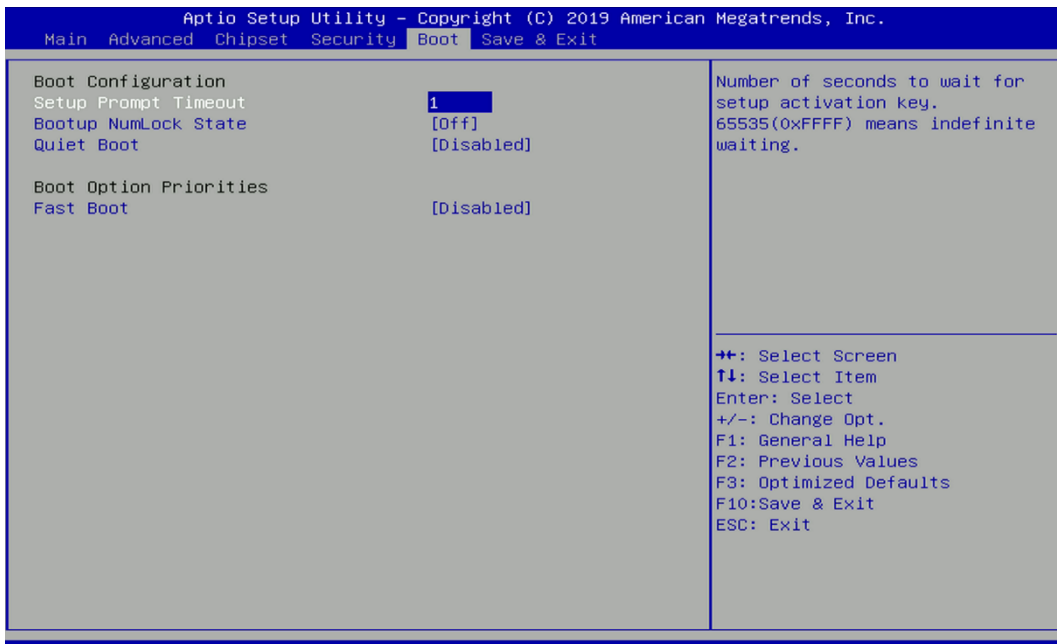 Aptio Setup Utility – Copyright (C) 2019 American Megatrends, Inc.
Main Advanced Chipset Security Boot Save & Exit
Boot Configuration
Setup Prompt Timeout 1
Bootup NumLock State [Off]
Quiet Boot [Disabled]
Boot Option Priorities
Fast Boot [Disabled]
Number of seconds to wait for
setup activation key.
65535(0xFFFF) means indefinite
waiting.
→←: Select Screen
↑↓: Select Item
Enter: Select
+/-: Change Opt.
F1: General Help
F2: Previous Values
F3: Optimized Defaults
F10:Save & Exit
ESC: Exit